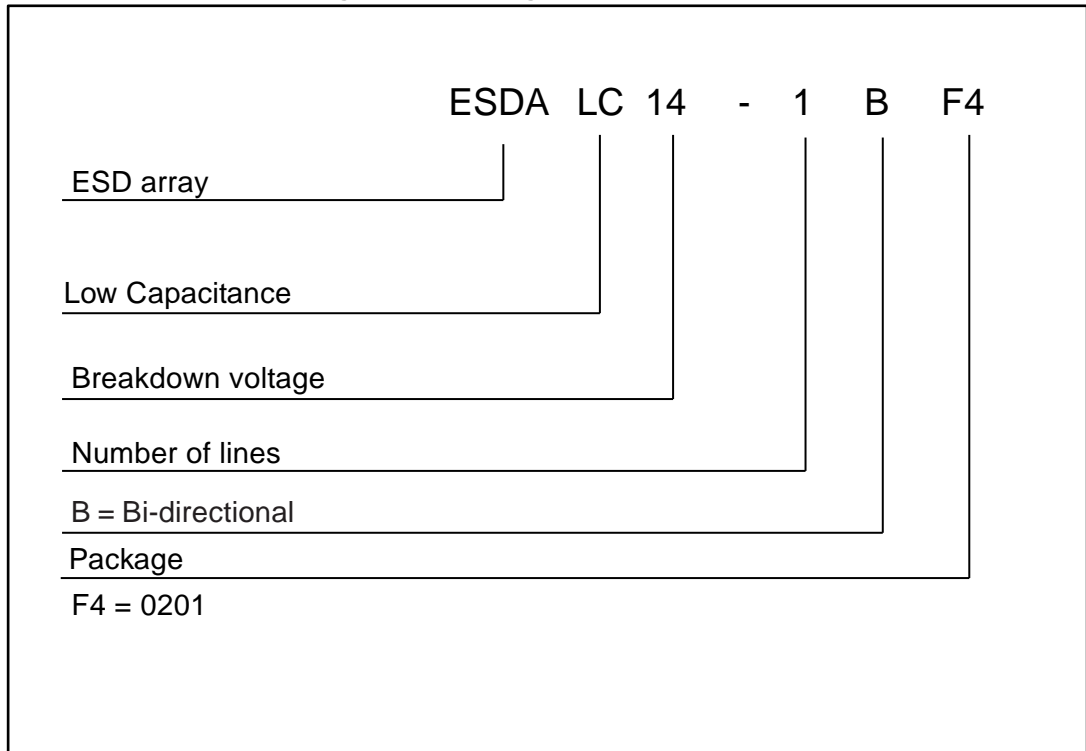 ESDA LC 14 - 1 B F4
ESD array
Low Capacitance
Breakdown voltage
Number of lines
B = Bi-directional
Package
F4 = 0201